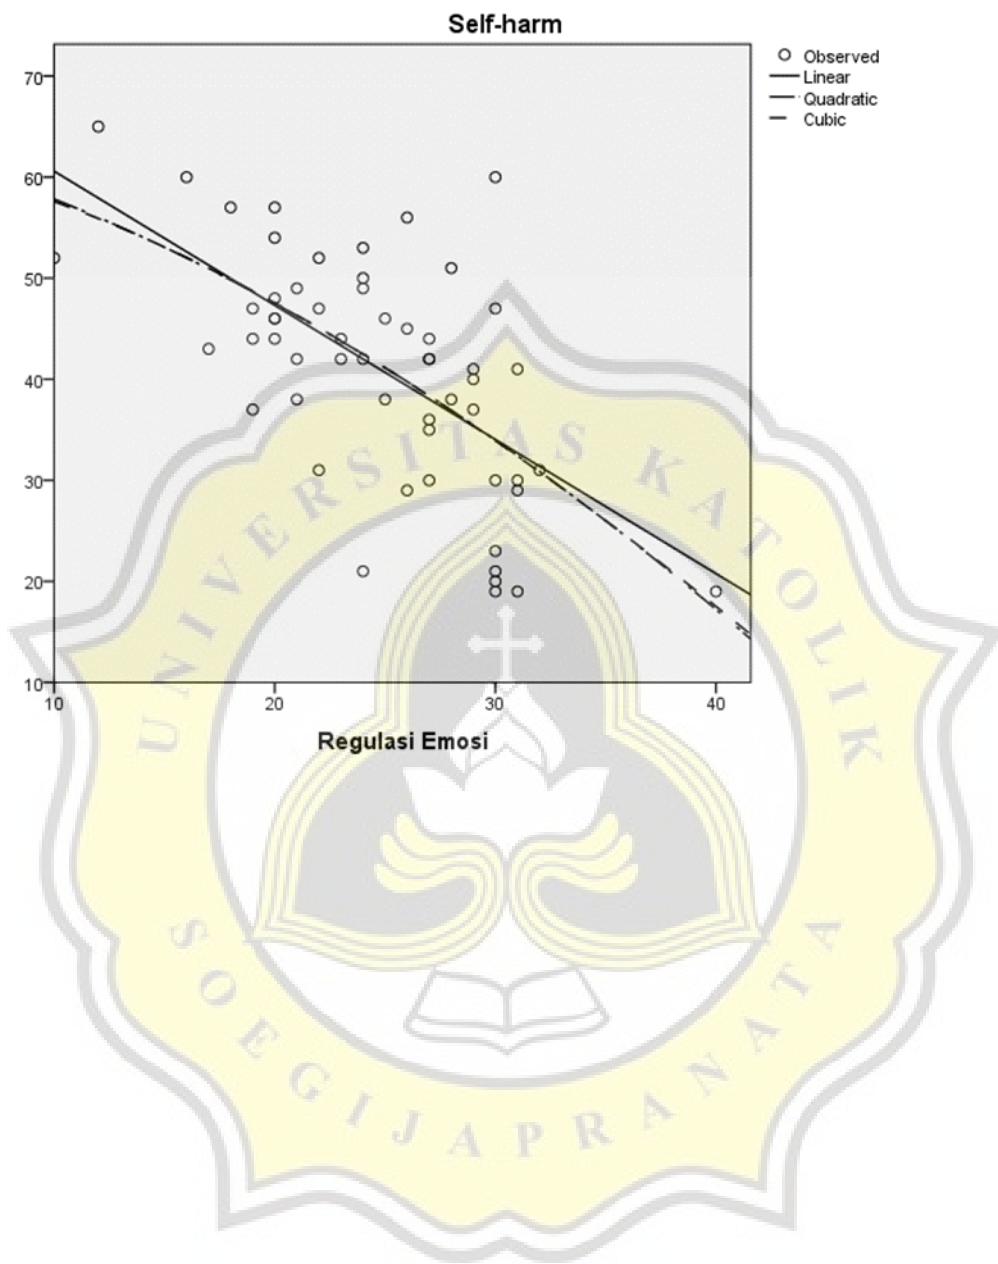 Self-harm
Observed
Linear
Quadratic
Cubic
70
60
50
40
30
20
10
10 20 30 40
Regulasi Emosi
UNIVERSITAS KATOLIK
SOEGIJAPRANATA